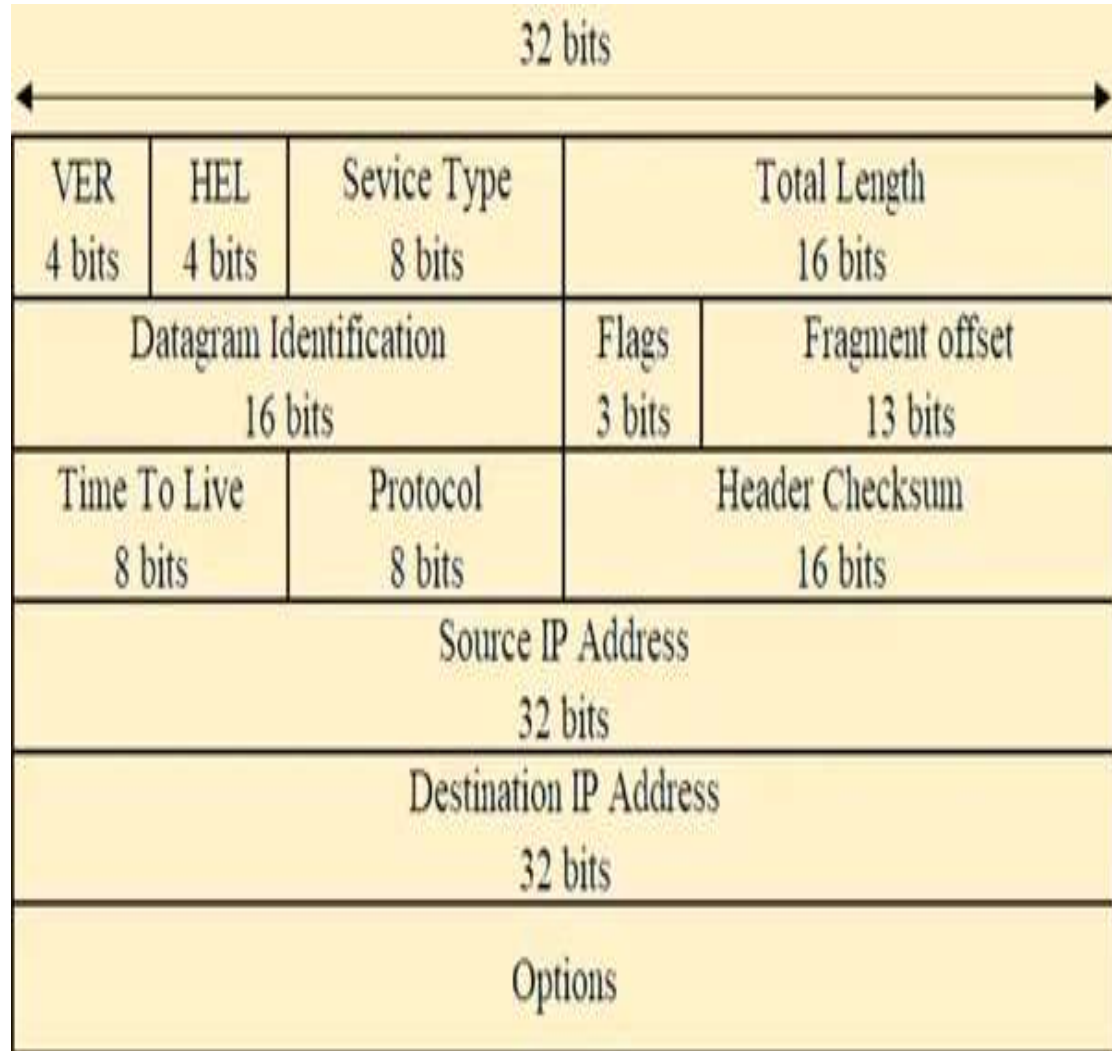 32 bits
VER HEL Sevice Type Total Length
4 bits 4 bits 8 bits 16 bits
Datagram Identification Flags Fragment offset
16 bits 3 bits 13 bits
Time To Live Protocol Header Checksum
8 bits 8 bits 16 bits
Source IP Address
32 bits
Destination IP Address
32 bits
Options